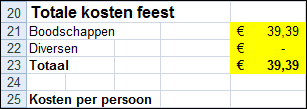 20 Totale kosten feest
21 Boodschappen € 39,39
22 Diversen € -
23 Totaal € 39,39
24
25 Kosten per persoon